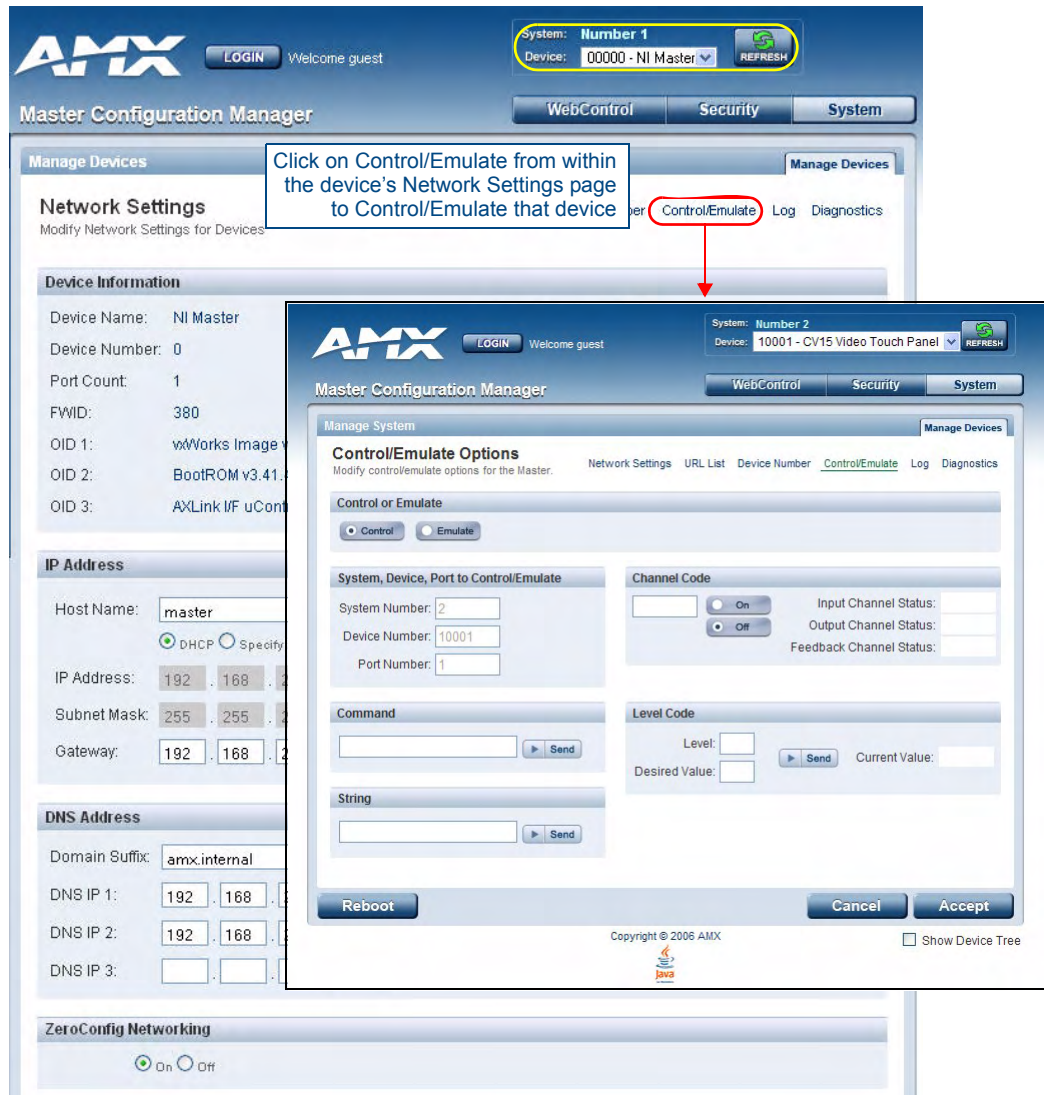 AMX
LOGIN Welcome guest
System: Number 1
Device: 00000 - NI Master
REFRESH
Master Configuration Manager
WebControl Security System
Manage Devices
Manage Devices
Click on Control/Emulate from within
the device's Network Settings page
to Control/Emulate that device
Network Settings
Modify Network Settings for Devices
Control/Emulate Log Diagnostics
Device Information
Device Name: NI Master
Device Number: 0
Port Count: 1
FWID: 380
OID 1: vxWorks Image
OID 2: BootROM v3.41.
OID 3: AXLink I/F uCont
IP Address
Host Name: master
DHCP Specify
IP Address: 192 . 168 .
Subnet Mask: 255 . 255 .
Gateway: 192 . 168 .
DNS Address
Domain Suffix: amx.internal
DNS IP 1: 192 . 168 .
DNS IP 2: 192 . 168 .
DNS IP 3: . .
ZeroConfig Networking
On Off
AMX
LOGIN Welcome guest
System: Number 2
Device: 10001 - CV15 Video Touch Panel
REFRESH
Master Configuration Manager
WebControl Security System
Manage System
Manage Devices
Control/Emulate Options
Modify control/emulate options for the Master.
Network Settings URL List Device Number Control/Emulate Log Diagnostics
Control or Emulate
Control Emulate
System, Device, Port to Control/Emulate
System Number: 2
Device Number: 10001
Port Number: 1
Channel Code
On
Off
Input Channel Status:
Output Channel Status:
Feedback Channel Status:
Command
Send
Level Code
Level:
Desired Value:
Send
Current Value:
String
Send
Reboot
Cancel Accept
Copyright © 2006 AMX
Java
Show Device Tree